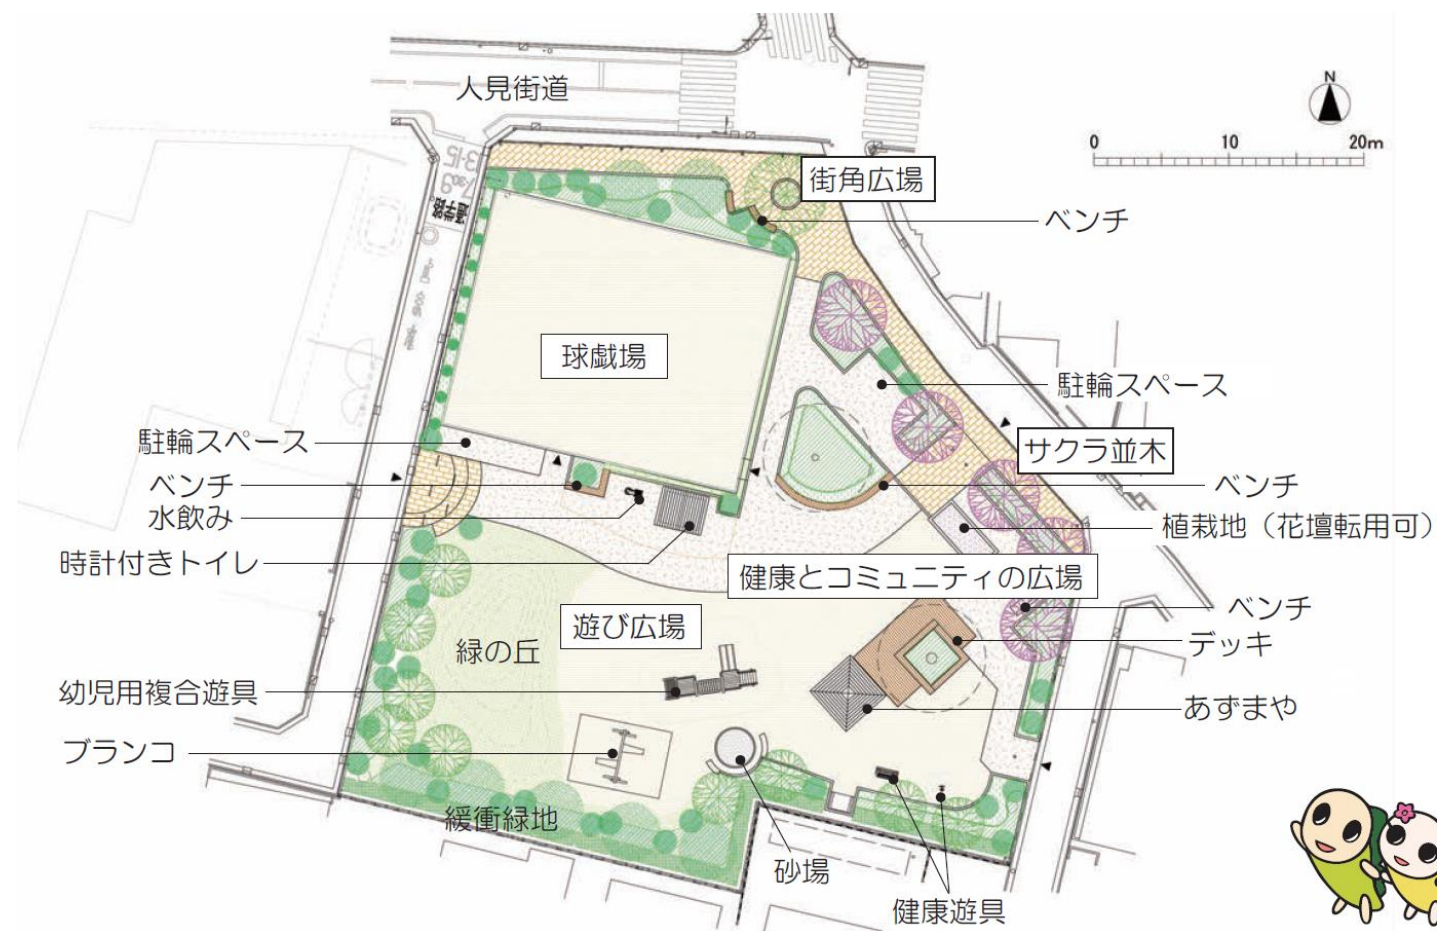 人見街道
N
0 10 20m
街角広場
ベンチ
球戯場
駐輪スペース
駐輪スペース
サクラ並木
ベンチ
ベンチ
水飲み
植栽地（花壇転用可）
時計付きトイレ
健康とコミュニティの広場
遊び広場
ベンチ
デッキ
緑の丘
幼児用複合遊具
あずまや
ブランコ
緩衝緑地
砂場
健康遊具